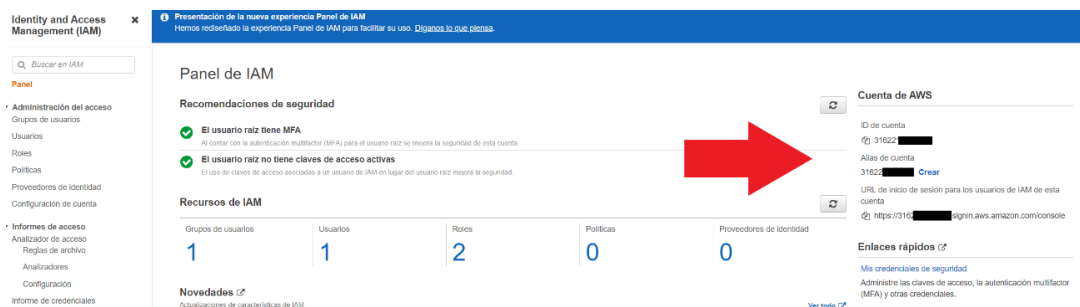 Identity and Access
Management (IAM)
Buscar en IAM
Panel
Administración del acceso
Grupos de usuarios
Usuarios
Roles
Políticas
Proveedores de identidad
Configuración de cuenta
Informes de acceso
Analizador de acceso
Reglas de archivo
Analizadores
Configuración
Informe de credenciales
Presentación de la nueva experiencia Panel de IAM
Hemos rediseñado la experiencia Panel de IAM para facilitar su uso. Díganos lo que piensa.
Panel de IAM
Recomendaciones de seguridad
El usuario raíz tiene MFA
Al contar con la autenticación multifactor (MFA) para el usuario raíz se mejora la seguridad de esta cuenta.
El usuario raíz no tiene claves de acceso activas
El uso de claves de acceso asociadas a un usuario de IAM en lugar del usuario raíz mejora la seguridad.
Recursos de IAM
Grupos de usuarios Usuarios Roles Políticas Proveedores de identidad
1 1 2 0 0
Novedades
Actualizaciones de características de IAM Ver todo
Cuenta de AWS
ID de cuenta
31622
Alias de cuenta
31622 Crear
URL de inicio de sesión para los usuarios de IAM de esta
cuenta
https://3162 signin.aws.amazon.com/console
Enlaces rápidos
Mis credenciales de seguridad
Administre las claves de acceso, la autenticación multifactor
(MFA) y otras credenciales.